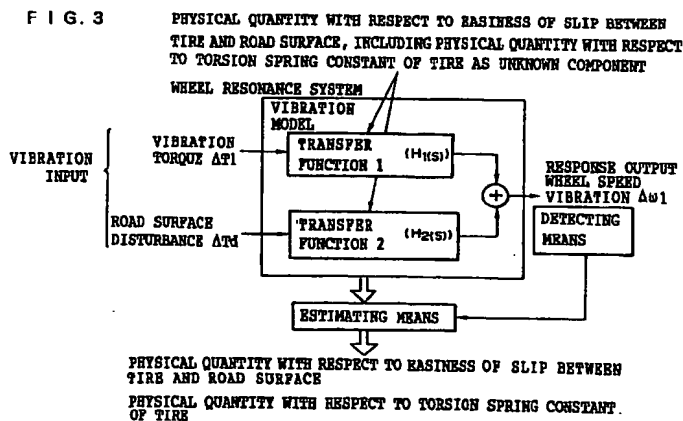 FIG. 3
PHYSICAL QUANTITY WITH RESPECT TO EASINESS OF SLIP BETWEEN
TIRE AND ROAD SURFACE, INCLUDING PHYSICAL QUANTITY WITH RESPECT
TO TORSION SPRING CONSTANT OF TIRE AS UNKNOWN COMPONENT
WHEEL RESONANCE SYSTEM
VIBRATION
MODEL
VIBRATION
INPUT
VIBRATION
TORQUE ΔT1
TRANSFER
FUNCTION 1
(H1(S))
ROAD SURFACE
DISTURBANCE ΔTd
TRANSFER
FUNCTION 2
(H2(S))
+
RESPONSE OUTPUT
WHEEL SPEED
VIBRATION Δω1
DETECTING
MEANS
ESTIMATING MEANS
PHYSICAL QUANTITY WITH RESPECT TO EASINESS OF SLIP BETWEEN
TIRE AND ROAD SURFACE
PHYSICAL QUANTITY WITH RESPECT TO TORSION SPRING CONSTANT
OF TIRE